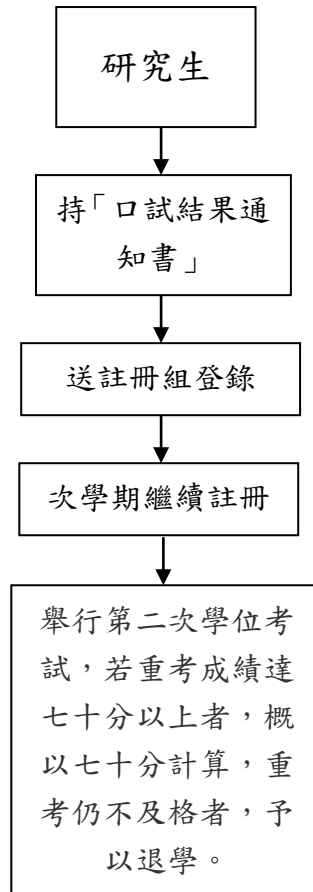 研究生
持「口試結果通
知書」
送註冊組登錄
次學期繼續註冊
舉行第二次學位考
試，若重考成績達
七十分以上者，概
以七十分計算，重
考仍不及格者，予
以退學。